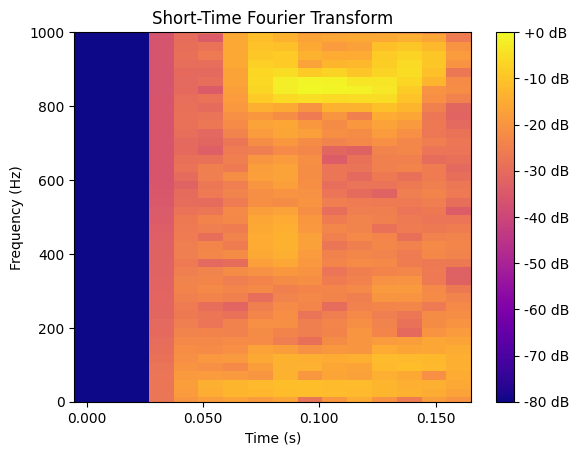 Short-Time Fourier Transform
1000
800
600
400
200
0
Frequency (Hz)
0.000
0.050
0.100
0.150
Time (s)
+0 dB
-10 dB
-20 dB
-30 dB
-40 dB
-50 dB
-60 dB
-70 dB
-80 dB